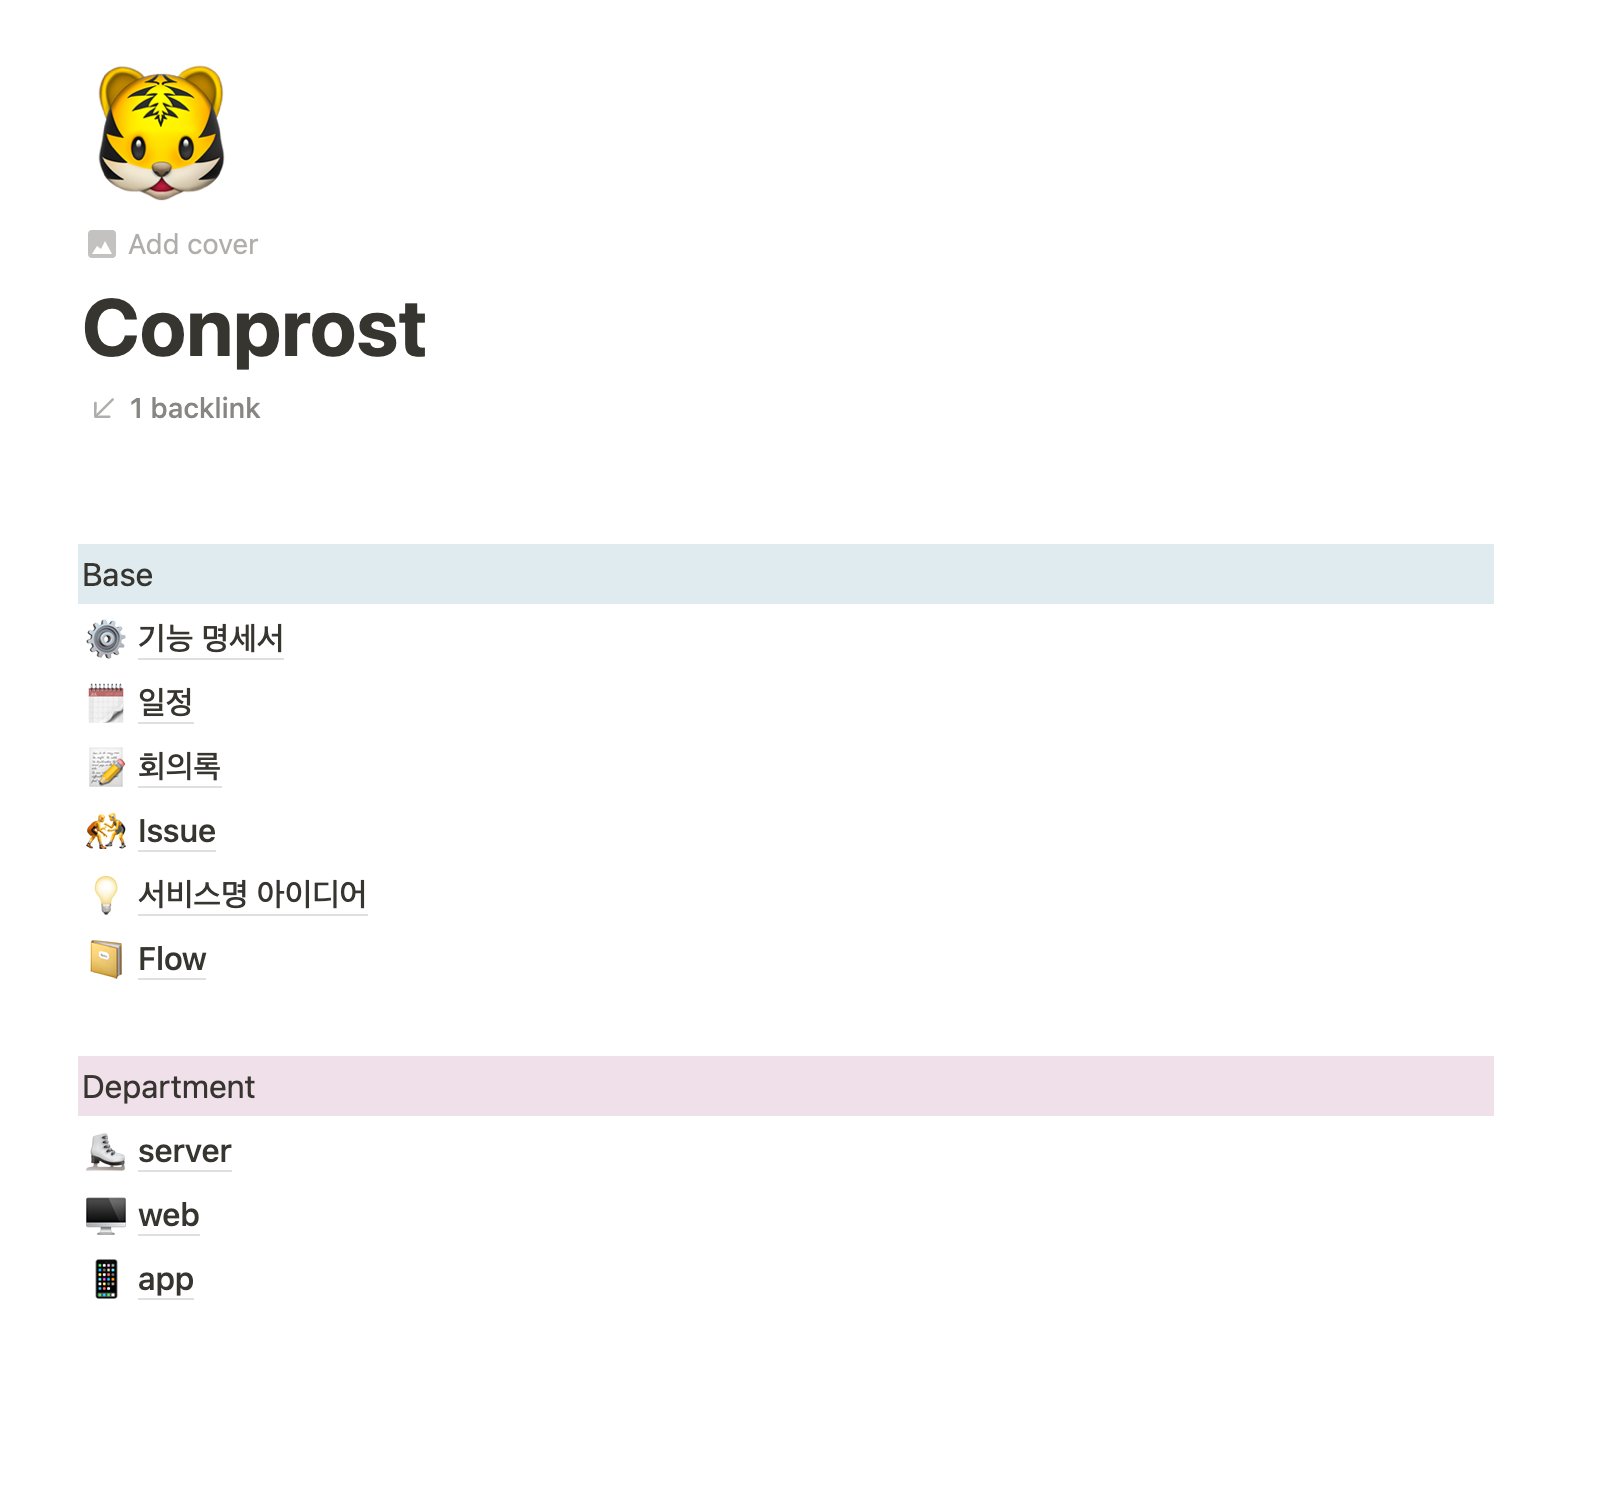 Add cover
Conprost
1 backlink
Base
기능 명세서
일정
회의록
Issue
서비스명 아이디어
Flow
Department
server
web
app